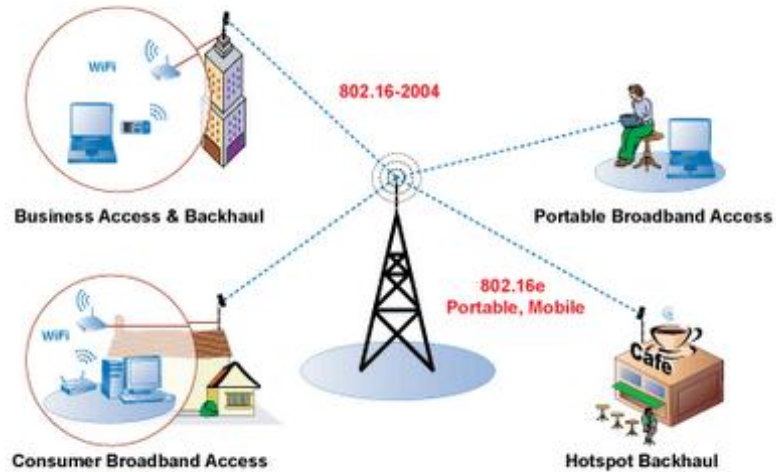 WiFi
802.16-2004
Business Access & Backhaul
Portable Broadband Access
802.16e
Portable, Mobile
WiFi
Cafe
Consumer Broadband Access
Hotspot Backhaul